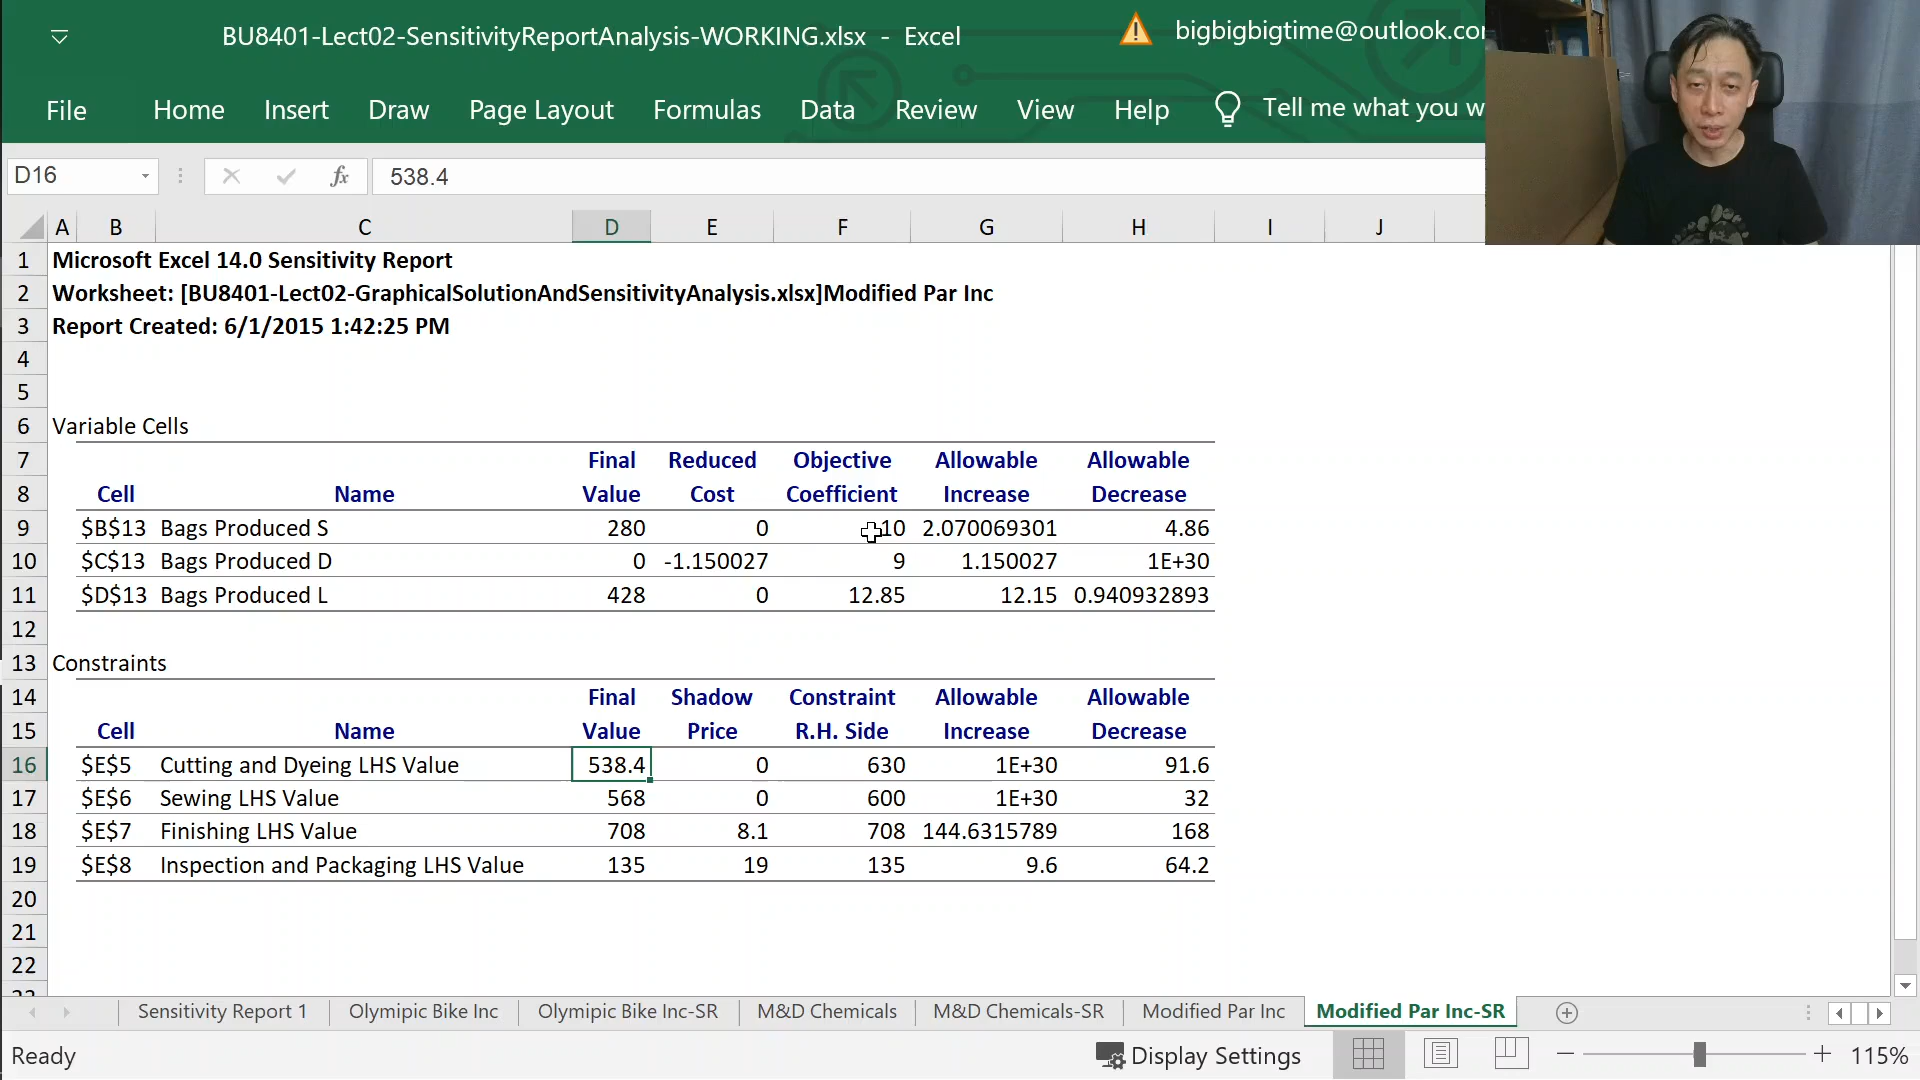 BU8401-Lect02-SensitivityReportAnalysis-WORKING.xlsx - Excel
bigbigbigtime@outlook.co
File Home Insert Draw Page Layout Formulas Data Review View Help Tell me what you w
D16 fx 538.4
A B C D E F G H I J
1 Microsoft Excel 14.0 Sensitivity Report
2 Worksheet: [BU8401-Lect02-GraphicalSolutionAndSensitivityAnalysis.xlsx]Modified Par Inc
3 Report Created: 6/1/2015 1:42:25 PM
4
5
6 Variable Cells
7 Final Reduced Objective Allowable Allowable
8 Cell Name Value Cost Coefficient Increase Decrease
9 $B$13 Bags Produced S 280 0 10 2.070069301 4.86
10 $C$13 Bags Produced D 0 -1.150027 9 1.150027 1E+30
11 $D$13 Bags Produced L 428 0 12.85 12.15 0.940932893
12
13 Constraints
14 Final Shadow Constraint Allowable Allowable
15 Cell Name Value Price R.H. Side Increase Decrease
16 $E$5 Cutting and Dyeing LHS Value 538.4 0 630 1E+30 91.6
17 $E$6 Sewing LHS Value 568 0 600 1E+30 32
18 $E$7 Finishing LHS Value 708 8.1 708 144.6315789 168
19 $E$8 Inspection and Packaging LHS Value 135 19 135 9.6 64.2
20
21
22
Sensitivity Report 1 Olymipic Bike Inc Olymipic Bike Inc-SR M&D Chemicals M&D Chemicals-SR Modified Par Inc Modified Par Inc-SR
Ready Display Settings 115%